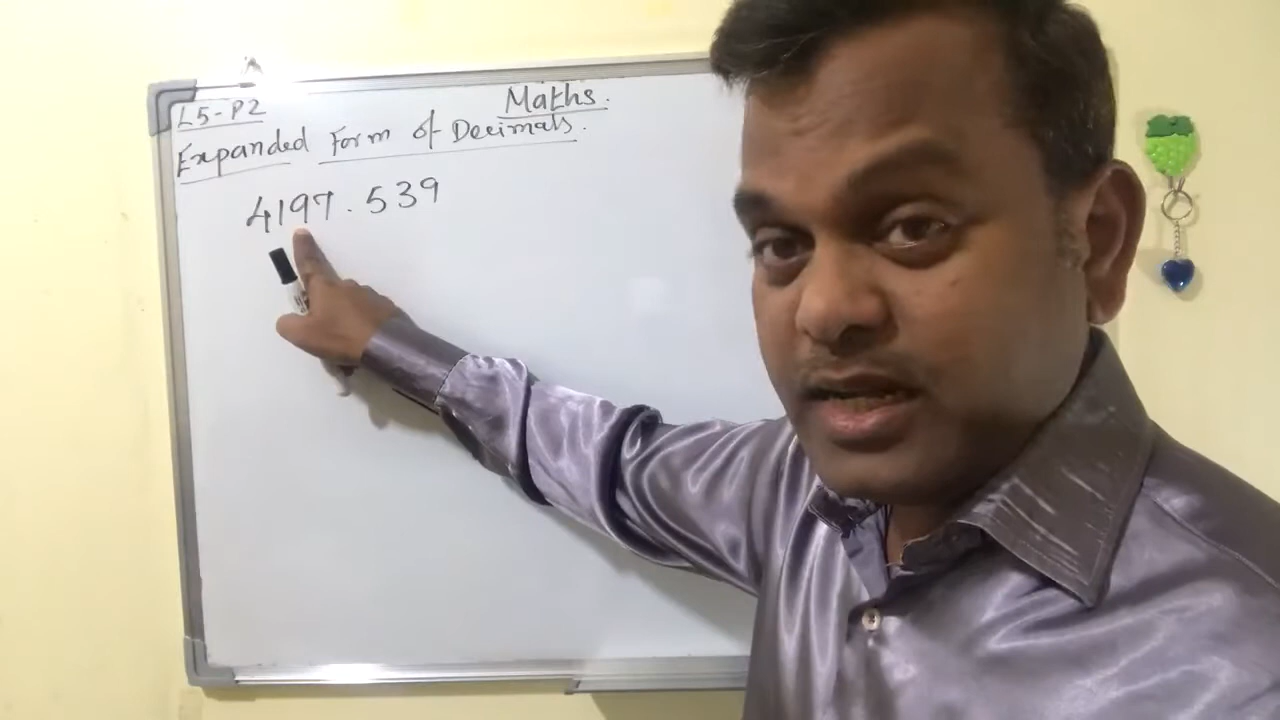 Maths.
L5-P2
Expanded Form of Decimals.
4197.539